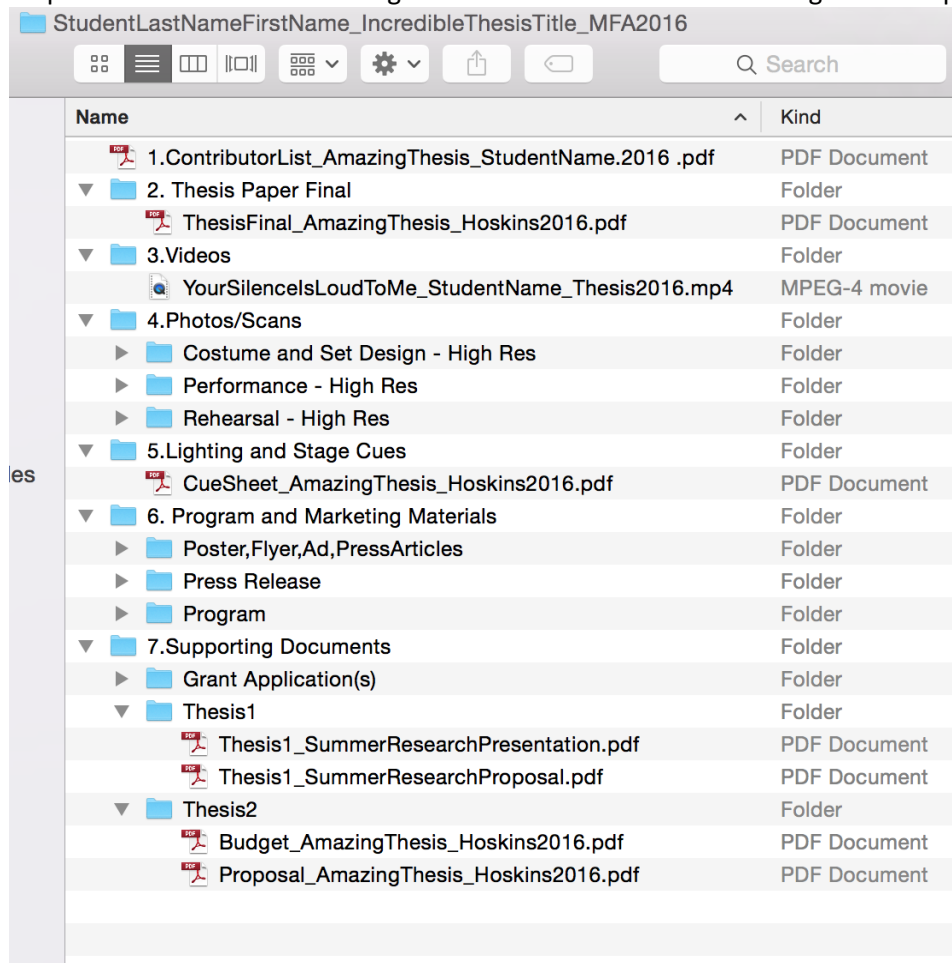 StudentLastNameFirstName_IncredibleThesisTitle_MFA2016
Search
Name Kind
1.ContributorList_AmazingThesis_StudentName.2016 .pdf PDF Document
2. Thesis Paper Final Folder
ThesisFinal_AmazingThesis_Hoskins2016.pdf PDF Document
3.Videos Folder
YourSilenceIsLoudToMe_StudentName_Thesis2016.mp4 MPEG-4 movie
4.Photos/Scans Folder
Costume and Set Design - High Res Folder
Performance - High Res Folder
Rehearsal - High Res Folder
5.Lighting and Stage Cues Folder
les
CueSheet_AmazingThesis_Hoskins2016.pdf PDF Document
6. Program and Marketing Materials Folder
Poster,Flyer,Ad,PressArticles Folder
Press Release Folder
Program Folder
7.Supporting Documents Folder
Grant Application(s) Folder
Thesis1 Folder
Thesis1_SummerResearchPresentation.pdf PDF Document
Thesis1_SummerResearchProposal.pdf PDF Document
Thesis2 Folder
Budget_AmazingThesis_Hoskins2016.pdf PDF Document
Proposal_AmazingThesis_Hoskins2016.pdf PDF Document